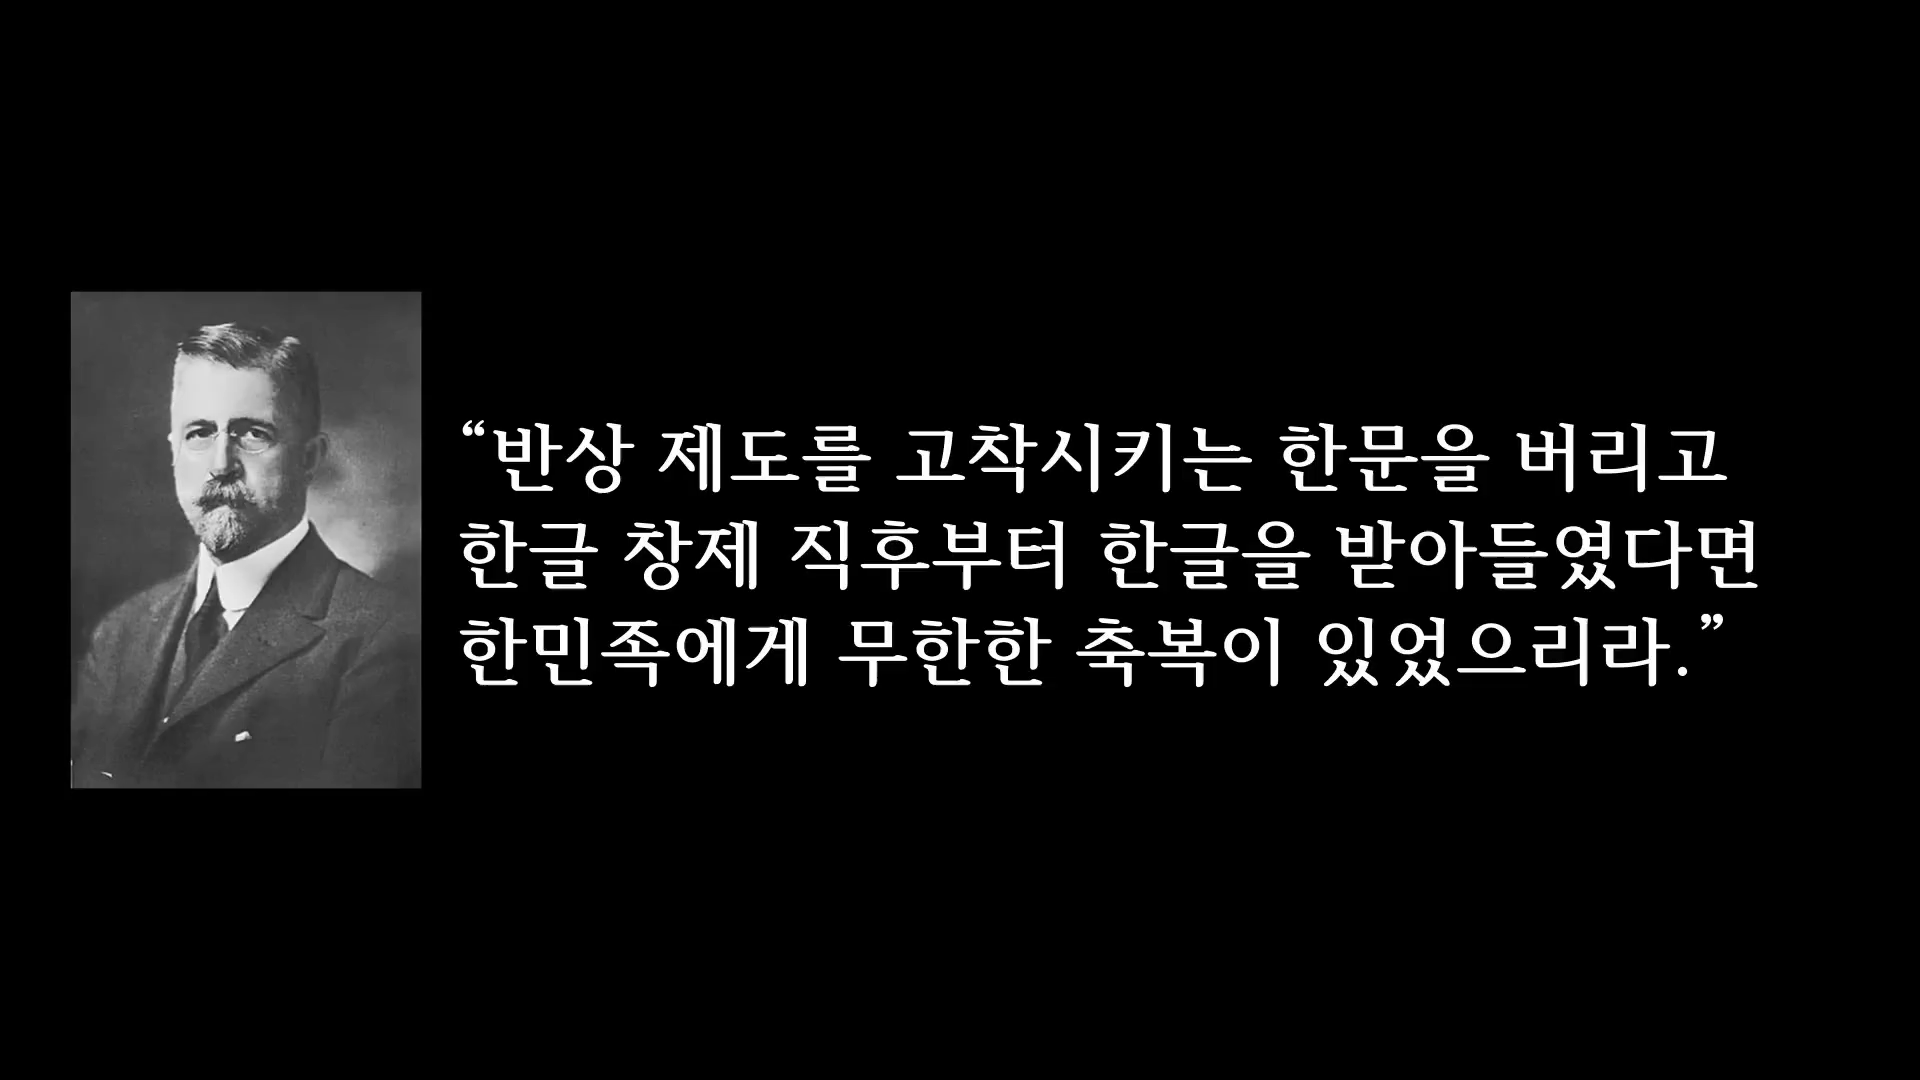 “반상 제도를 고착시키는 한문을 버리고
한글 창제 직후부터 한글을 받아들였다면
한민족에게 무한한 축복이 있었으리라.”